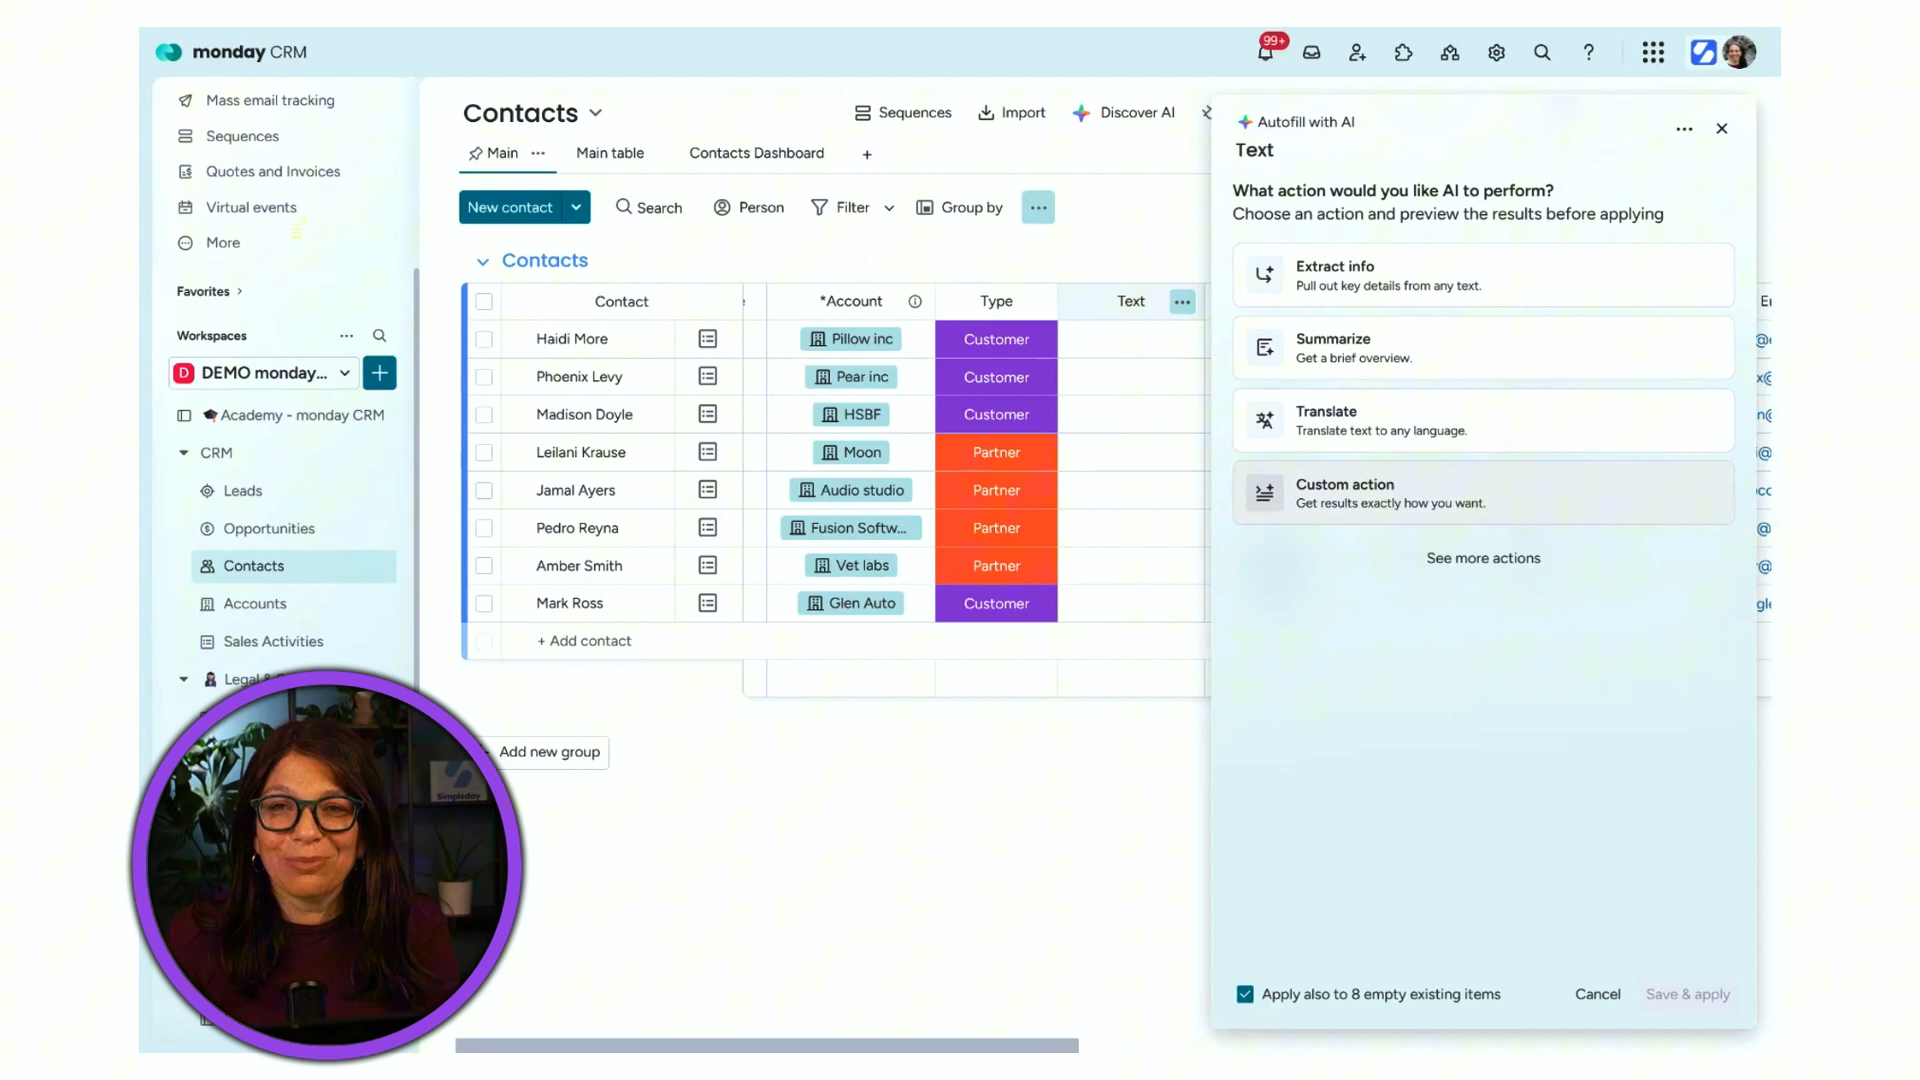 monday CRM
99+
Mass email tracking
Sequences
Quotes and Invoices
Virtual events
More
Favorites
Workspaces
D DEMO monday...
Academy - monday CRM
CRM
Leads
Opportunities
Contacts
Accounts
Sales Activities
Contacts
Sequences
Import
Discover AI
Main
Main table
Contacts Dashboard
New contact
Search
Person
Filter
Group by
Contacts
Contact *Account Type Text
Haidi More Pillow inc Customer
Phoenix Levy Pear inc Customer
Madison Doyle HSBF Customer
Leilani Krause Moon Partner
Jamal Ayers Audio studio Partner
Pedro Reyna Fusion Softw... Partner
Amber Smith Vet labs Partner
Mark Ross Glen Auto Customer
+ Add contact
Add new group
Simpleday
Autofill with AI
Text
What action would you like AI to perform?
Choose an action and preview the results before applying
Extract info
Pull out key details from any text.
Summarize
Get a brief overview.
Translate
Translate text to any language.
Custom action
Get results exactly how you want.
See more actions
Apply also to 8 empty existing items
Cancel
Save & apply